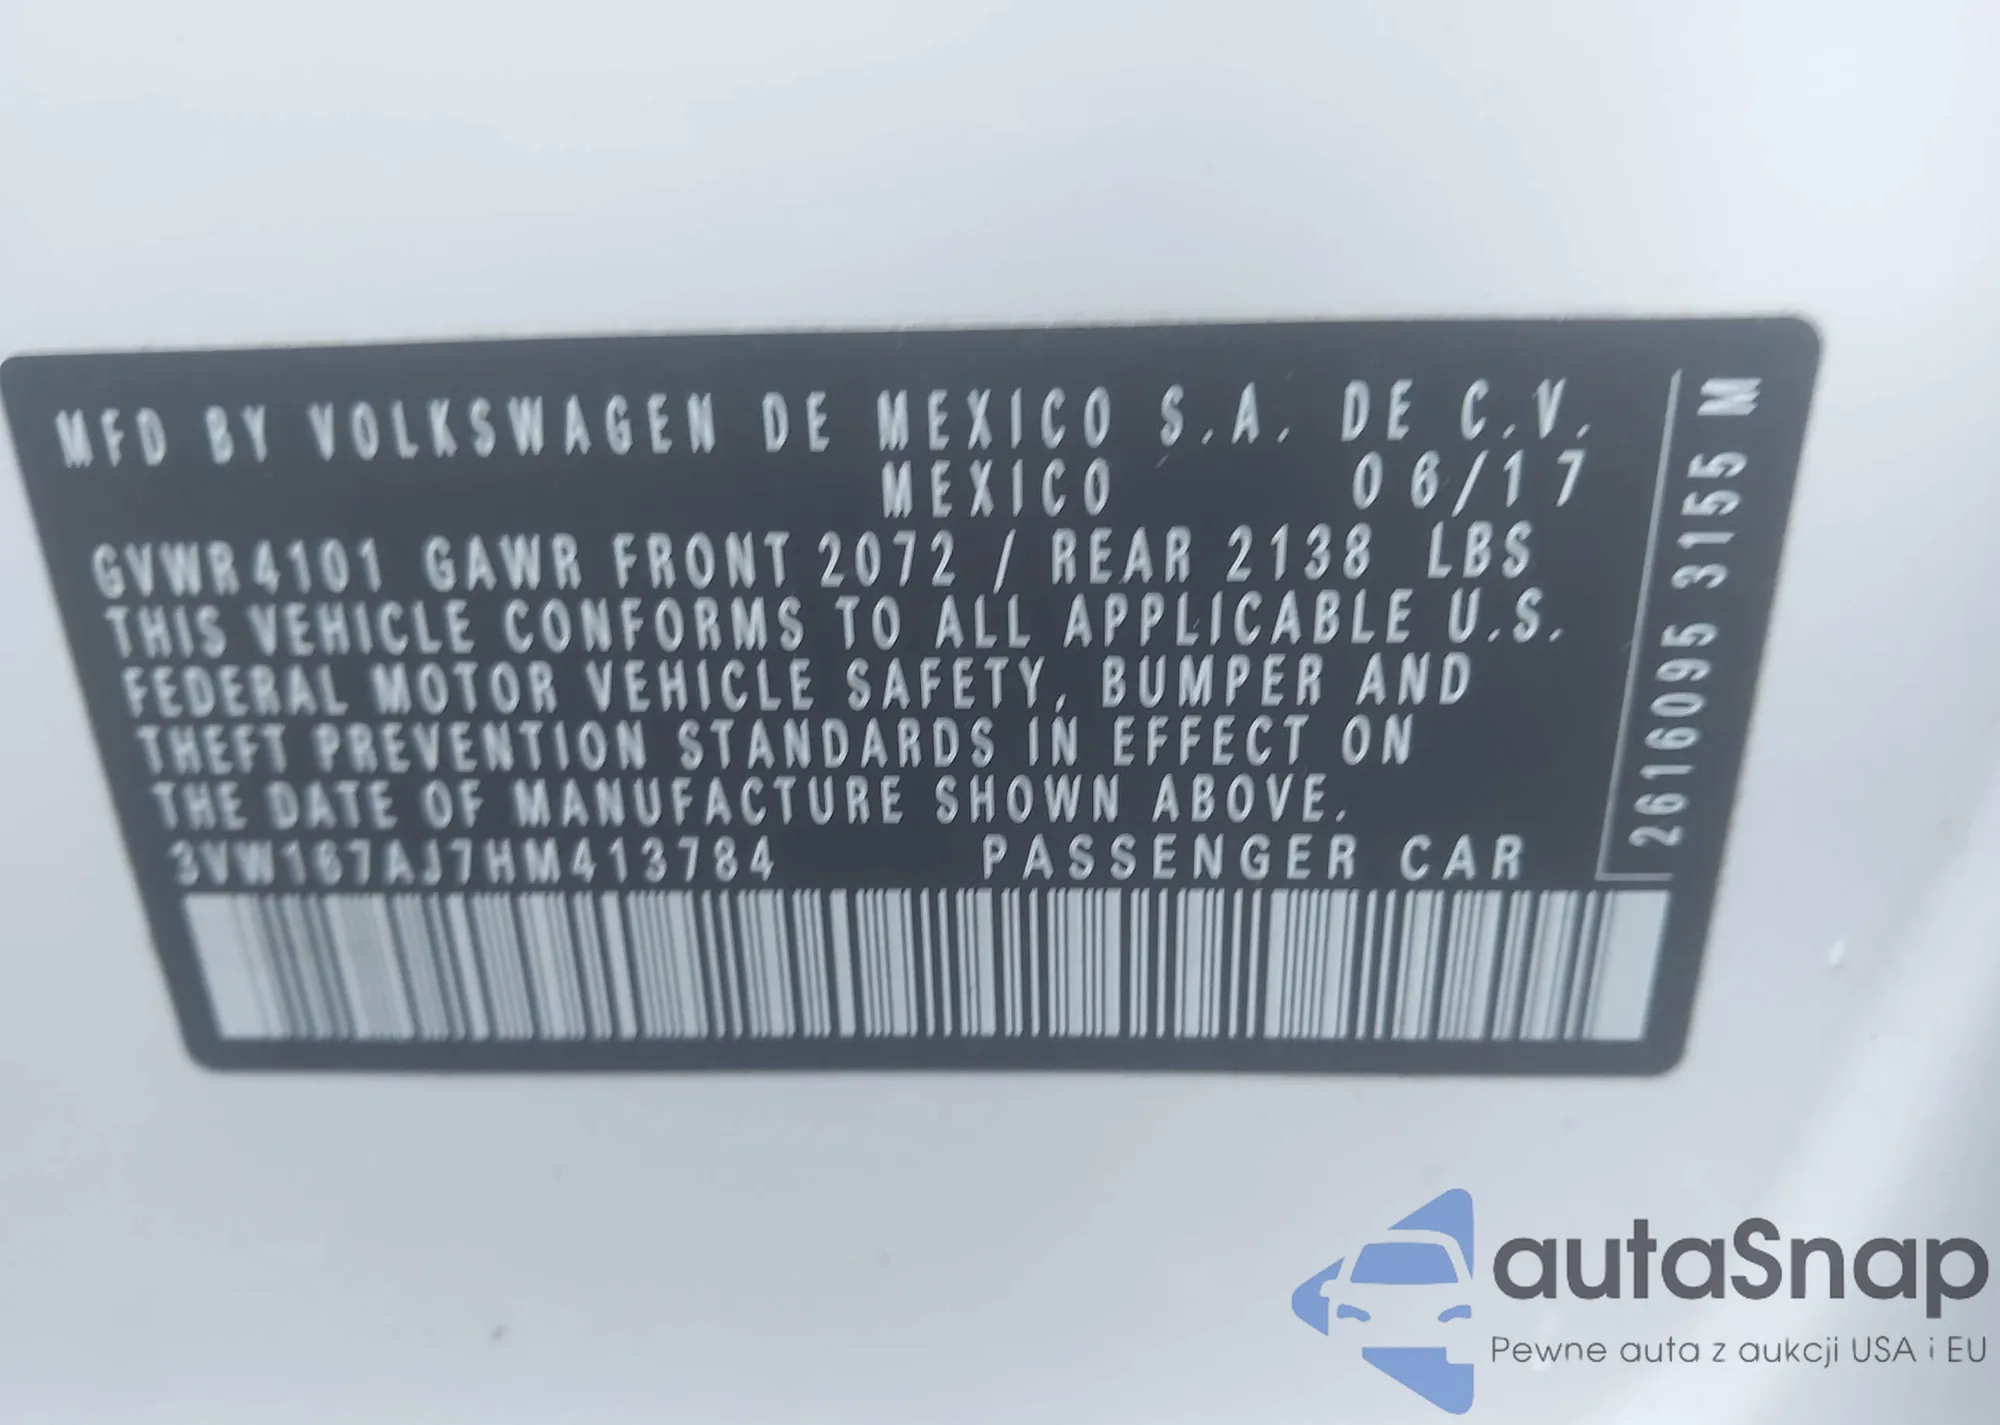 MFD BY VOLKSWAGEN DE MEXICO S.A. DE C.V.
MEXICO 06/17
GVWR 4101 GAWR FRONT 2072 / REAR 2138 LBS
THIS VEHICLE CONFORMS TO ALL APPLICABLE U.S.
FEDERAL MOTOR VEHICLE SAFETY, BUMPER AND
THEFT PREVENTION STANDARDS IN EFFECT ON
THE DATE OF MANUFACTURE SHOWN ABOVE.
3VW167AJ7HM413784 PASSENGER CAR
2616095 3155 M
autaSnap
Pewne auta z aukcji USA i EU